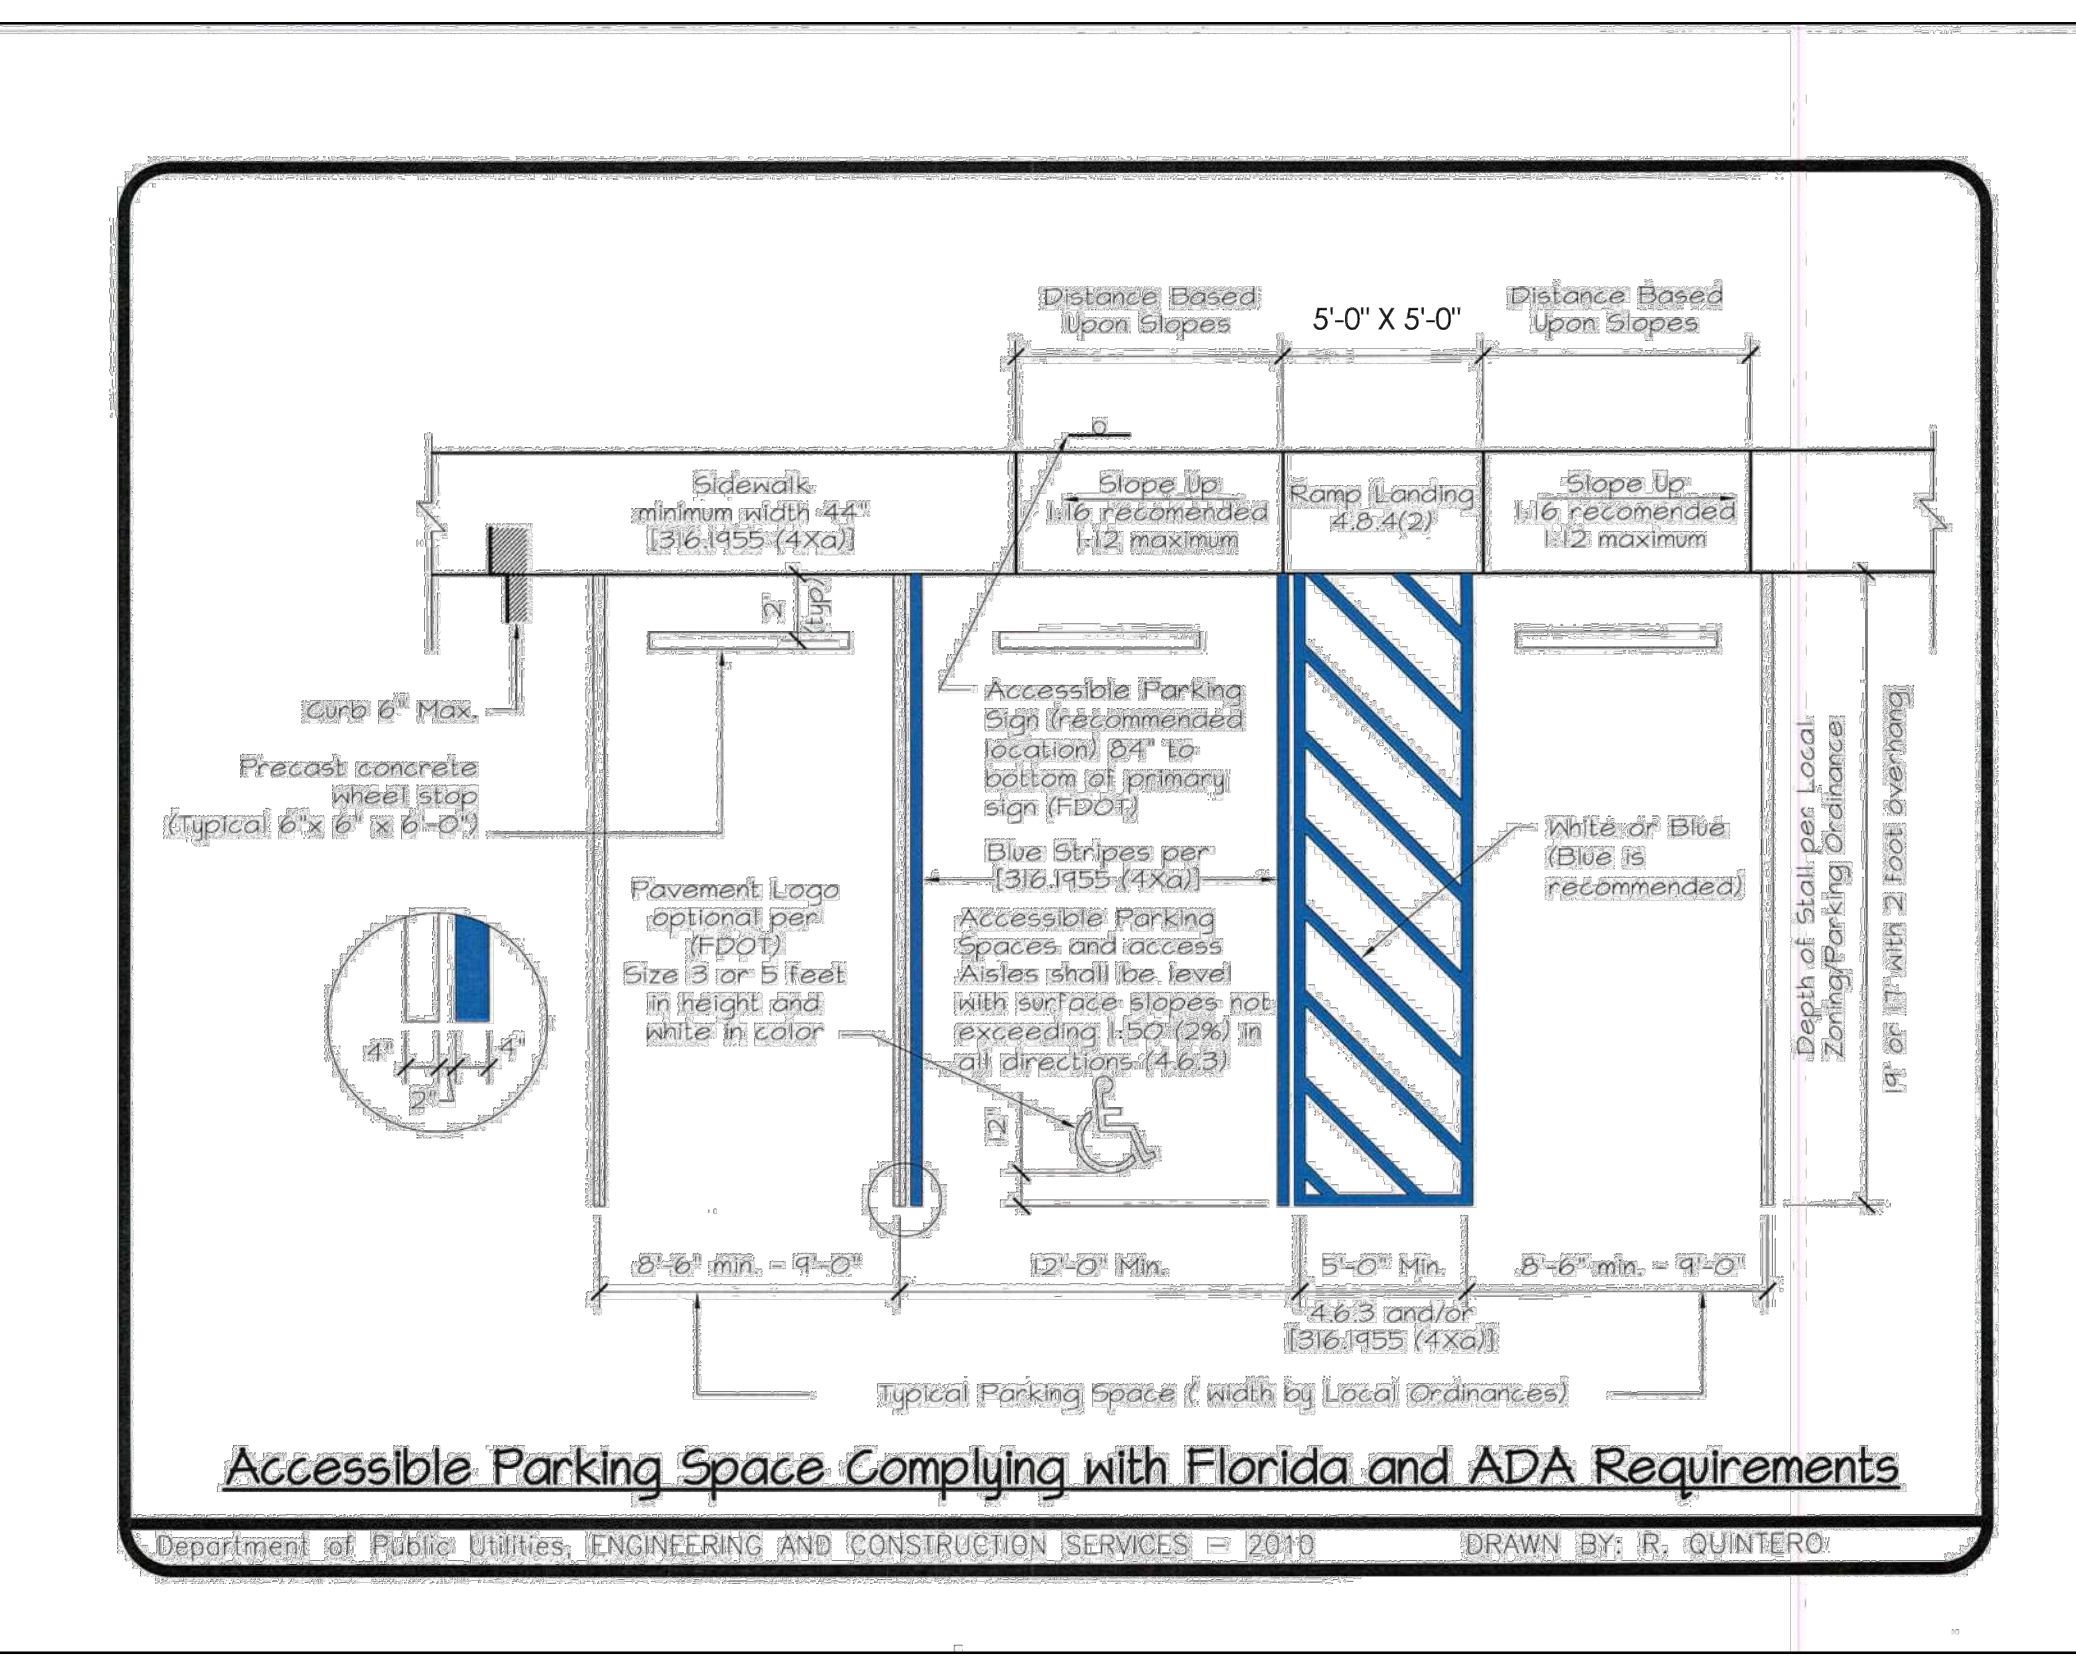 Distance Based
Upon Slopes
5'-0" X 5'-0"
Distance Based
Upon Slopes
Sidewalk
minimum width 44"
[316.1955 (4)(a)]
Slope Up
1:16 recomended
1:12 maximum
Ramp Landing
4.8.4(2)
Slope Up
1:16 recomended
1:12 maximum
2'
(typ)
Curb 6" Max.
Precast concrete
wheel stop
(Typical 6"x 6" x 6'-0")
Accessible Parking
Sign (recommended
location) 84" to
bottom of primary
sign (FDOT)
Blue Stripes per
[316.1955 (4)(a)]
Accessible Parking
Spaces and access
Aisles shall be level
with surface slopes not
exceeding 1:50 (2%) in
all directions (4.6.3)
Pavement Logo
optional per
(FDOT)
Size 3 or 5 feet
in height and
white in color
White or Blue
(Blue is
recommended)
Depth of Stall per Local
Zoning/Parking Ordinance
19' or 17' with 2 foot overhang
4"
4"
2"
12"
8'-6" min. - 9'-0"
12'-0" Min.
5'-0" Min.
8'-6" min. - 9'-0"
4.6.3 and/or
[316.1955 (4)(a)]
Typical Parking Space ( width by Local Ordinances)
Accessible Parking Space Complying with Florida and ADA Requirements
Department of Public Utilities, ENGINEERING AND CONSTRUCTION SERVICES - 2010
DRAWN BY: R. QUINTERO